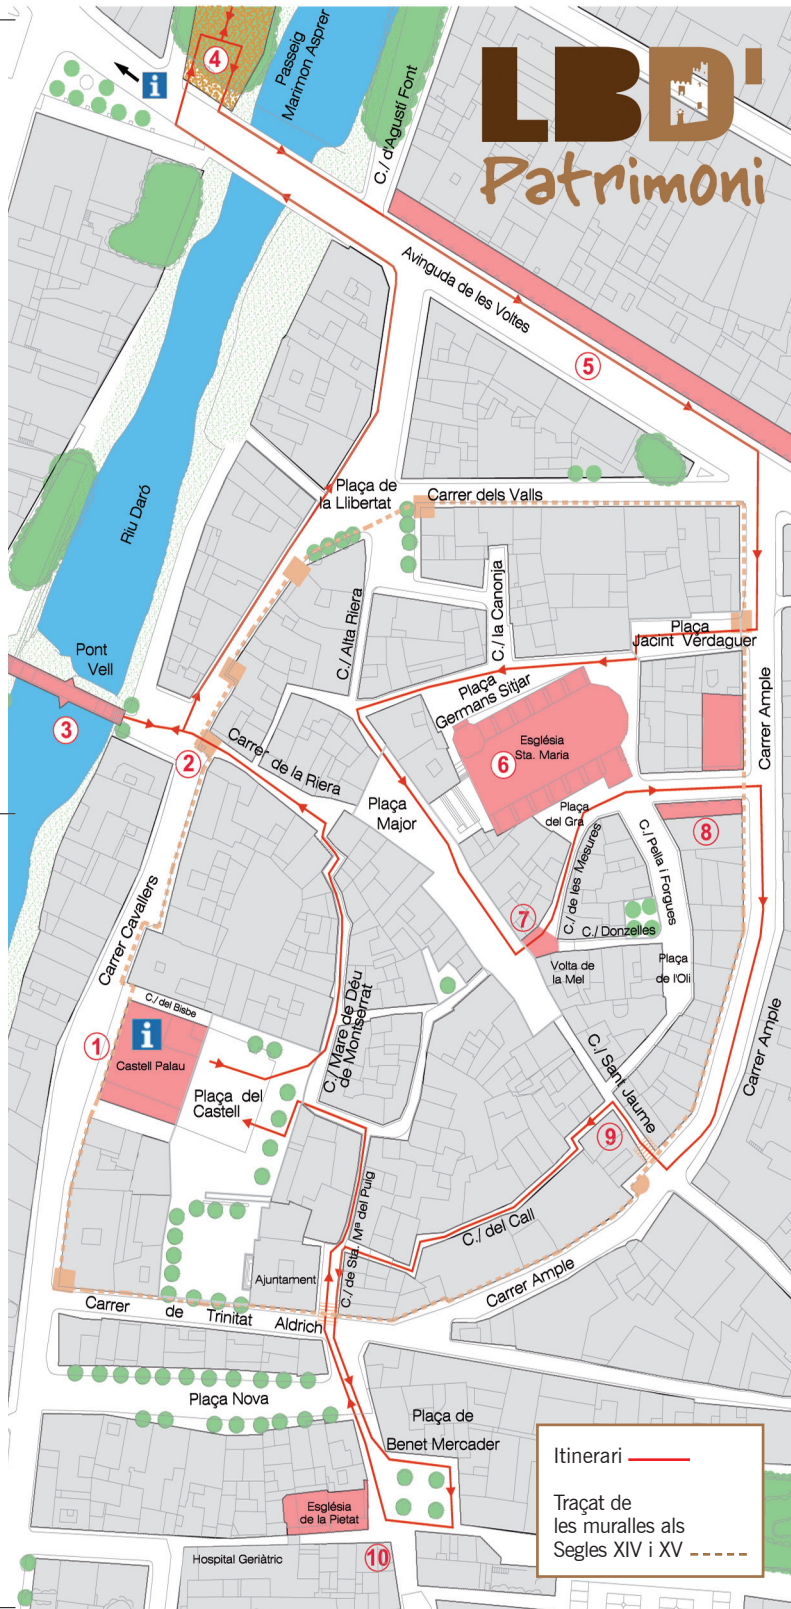 LBD'
Patrimoni
4
i
Passeig
Marimon Asprer
C./ d'Agustí Font
Avinguda de les Voltes
5
Riu Daró
Plaça de
la Llibertat
Carrer dels Valls
C./ Alta Riera
C./ la Canonja
Plaça
Jacint Verdaguer
Pont
Vell
3
2
Plaça
Germans Sitjar
Carrer Ample
Carrer de la Riera
Església
Sta. Maria
6
Plaça
Major
Plaça
del Gra
8
C./ de les Mesures
C./ Pella i Forgues
7
C./ Donzelles
Carrer Cavallers
Volta de
la Mel
Plaça
de l'Oli
C./ del Bisbe
1
i
Castell Palau
C./ Mare de Déu
de Montserrat
Plaça del
Castell
C./ Sant Jaume
Carrer Ample
9
C./ de Sta. Mª del Puig
C./ del Call
Ajuntament
Carrer Ample
Carrer de Trinitat Aldrich
Plaça Nova
Plaça de
Benet Mercader
Església
de la Pietat
Hospital Geriàtric
10
Itinerari
Traçat de
les muralles als
Segles XIV i XV